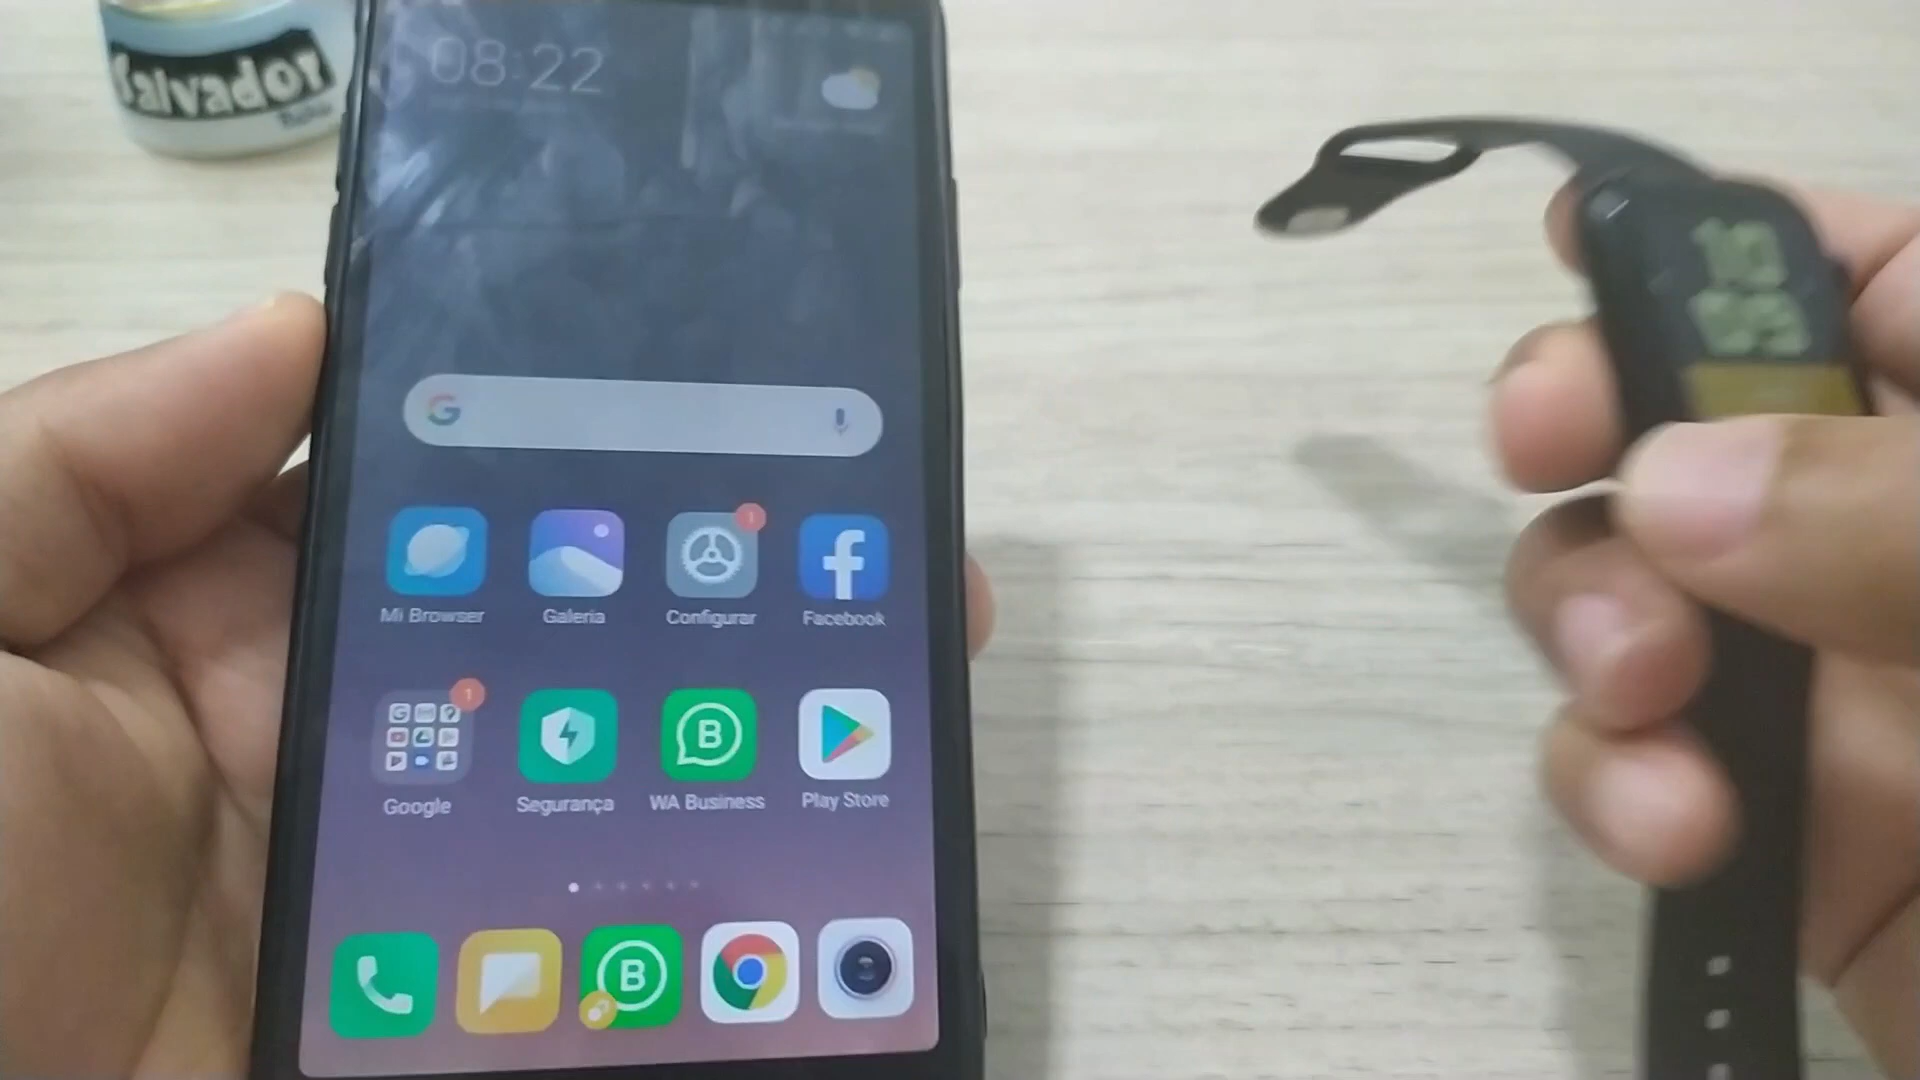 Salvador
08:22
Mi Browser
Galeria
Configurar
Facebook
Google
Segurança
WA Business
Play Store